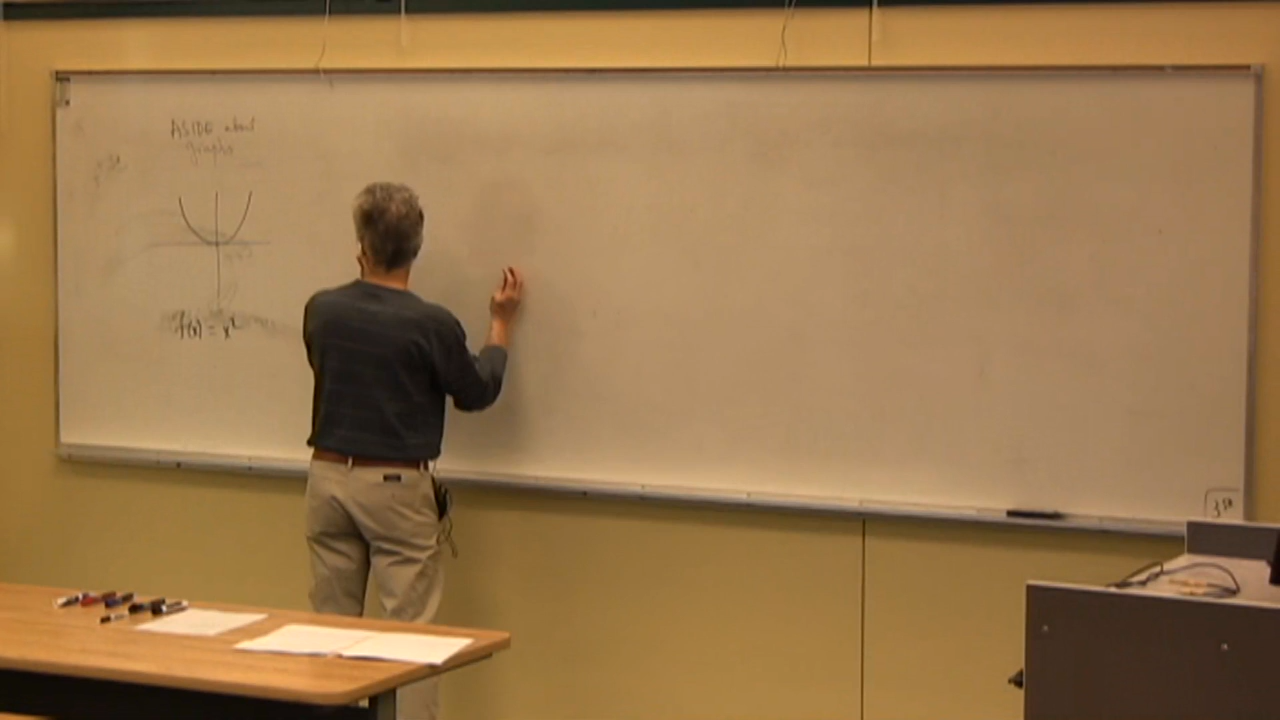 ASIDE about
graphs
f(x) = x²